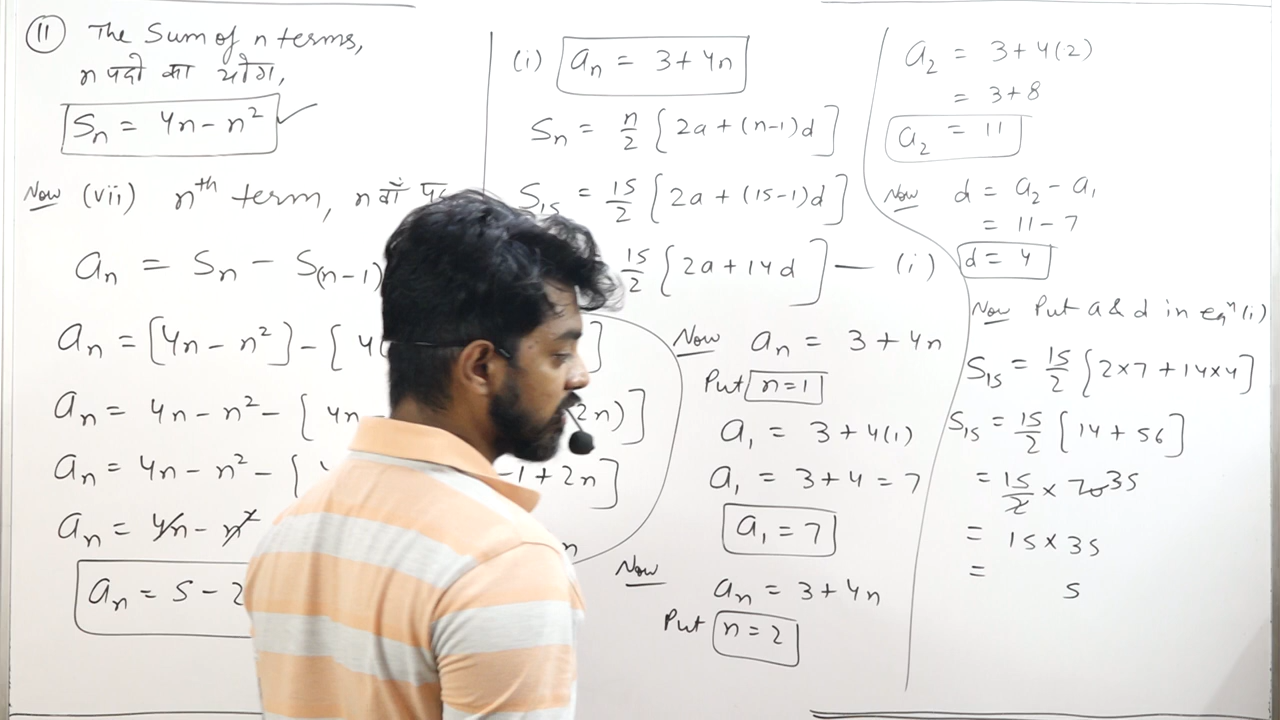 (11) The Sum of n terms,
n पदों का योग,
Sn = 4n - n² ✓
Now (vii) nth term, n वाँ
an = Sn - S(n-1)
an = [4n - n²] - [4( ]
an = 4n - n² - [4n 2n)]
an = 4n - n² - [ -1 + 2n]
an = 4n - n²
n
an = 5 - 2
(i) an = 3 + 4n
Sn = n/2 [2a + (n-1)d]
S15 = 15/2 [2a + (15-1)d]
15/2 [2a + 14d] — (i)
Now an = 3 + 4n
Put n=1
a1 = 3 + 4(1)
a1 = 3 + 4 = 7
a1 = 7
Now
an = 3 + 4n
Put n = 2
a2 = 3 + 4(2)
= 3 + 8
a2 = 11
Now d = a2 - a1
= 11 - 7
d = 4
Now Put a & d in eqn (i)
S15 = 15/2 [2×7 + 14×4]
S15 = 15/2 [14 + 56]
= 15/2 × 70 35
= 15 × 35
=
5